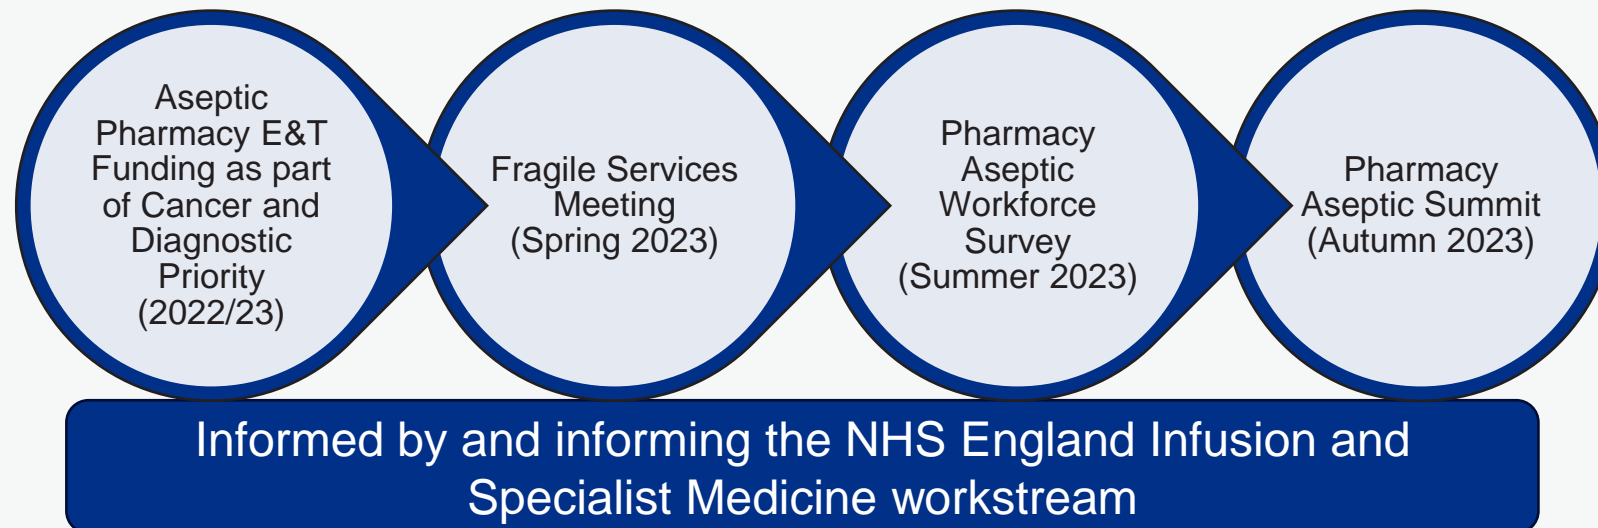 Aseptic
Pharmacy E&T
Funding as part
of Cancer and
Diagnostic
Priority
(2022/23)
Fragile Services
Meeting
(Spring 2023)
Pharmacy
Aseptic
Workforce
Survey
(Summer 2023)
Pharmacy
Aseptic Summit
(Autumn 2023)
Informed by and informing the NHS England Infusion and
Specialist Medicine workstream